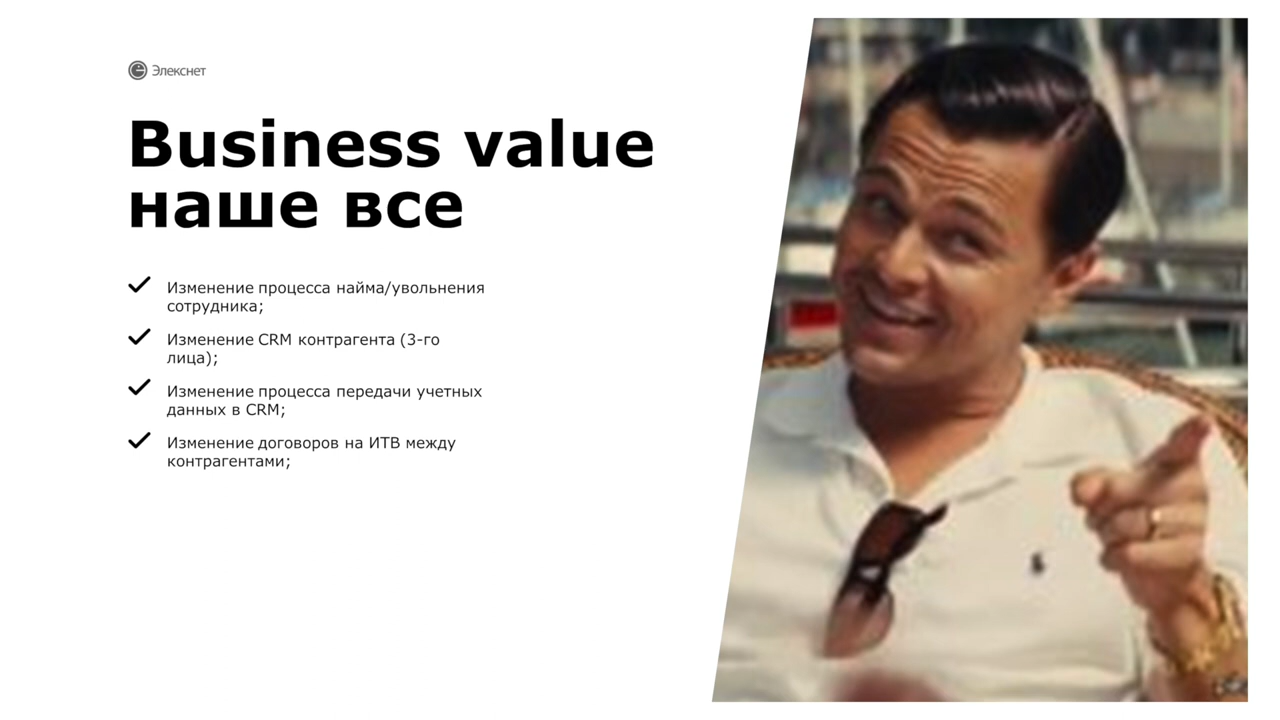 Элекснет
Business value
наше все
Изменение процесса найма/увольнения
сотрудника;
Изменение CRM контрагента (3-го
лица);
Изменение процесса передачи учетных
данных в CRM;
Изменение договоров на ИТВ между
контрагентами;